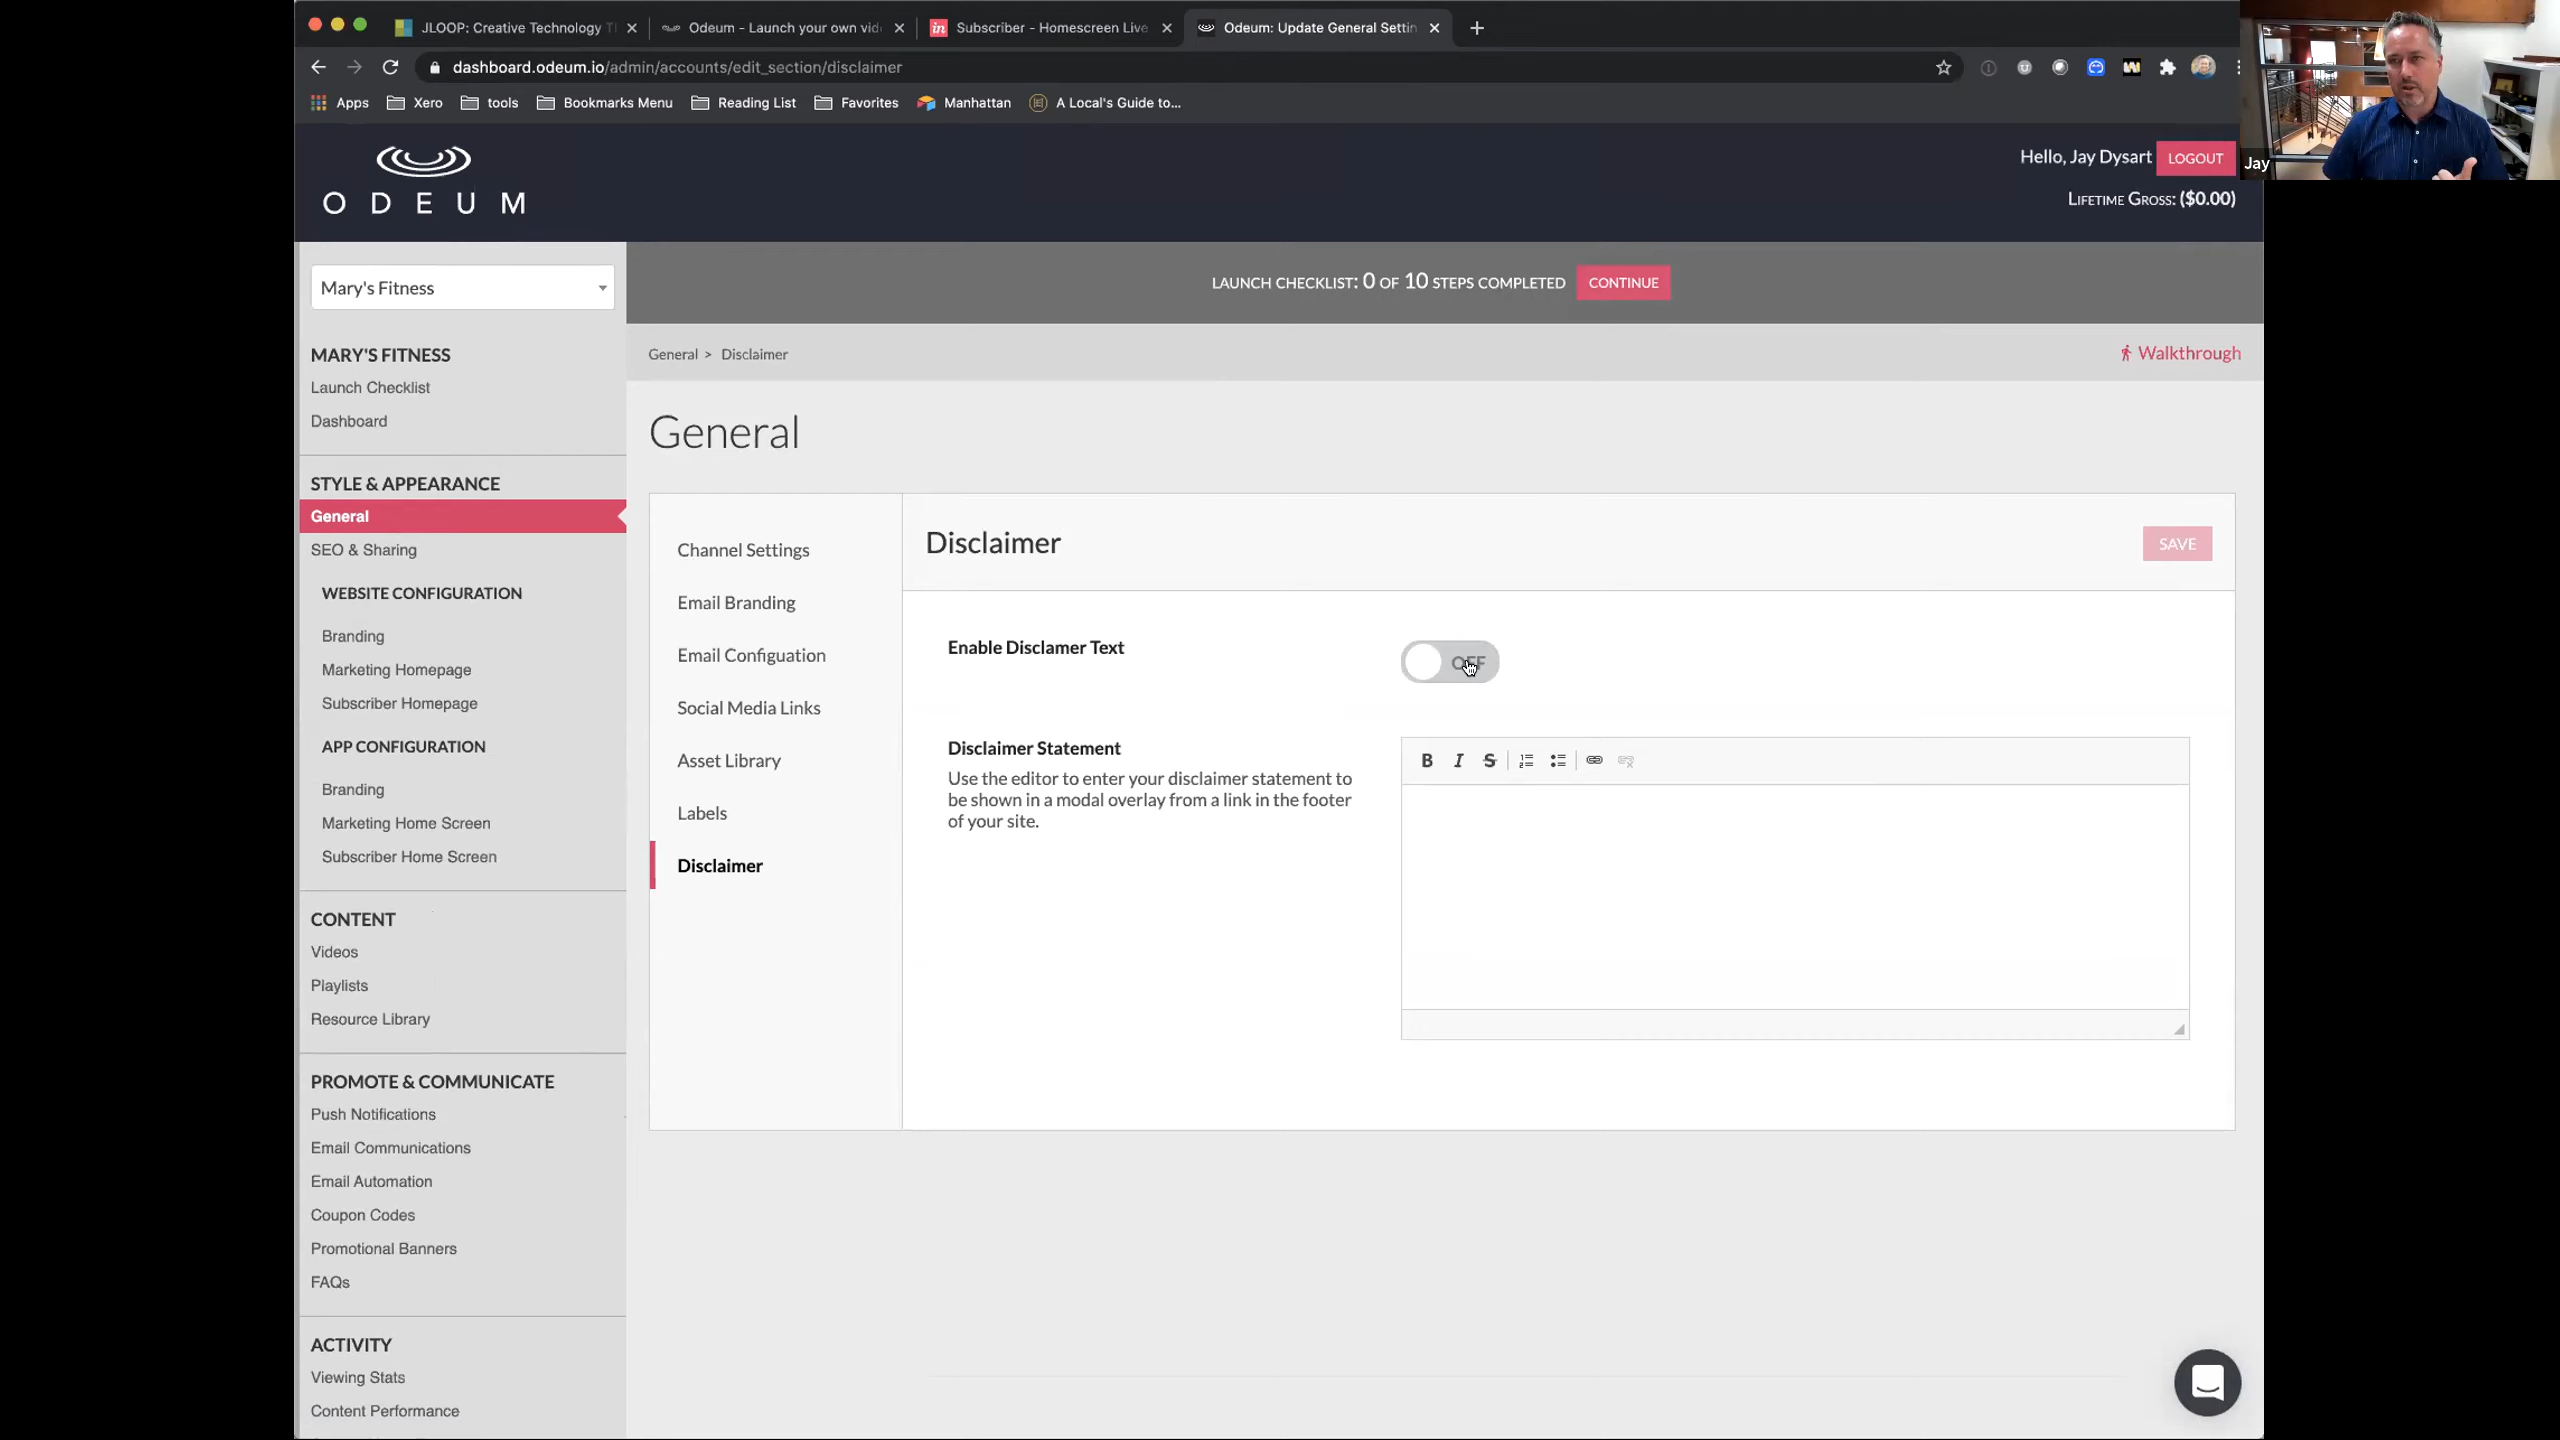 JLOOP: Creative Technology T
Odeum - Launch your own vid
Subscriber - Homescreen Live
Odeum: Update General Settin
dashboard.odeum.io/admin/accounts/edit_section/disclaimer
Apps
Xero
tools
Bookmarks Menu
Reading List
Favorites
Manhattan
A Local's Guide to...
Jay
ODEUM
Hello, Jay Dysart
LOGOUT
LIFETIME GROSS: ($0.00)
Mary's Fitness
LAUNCH CHECKLIST: 0 OF 10 STEPS COMPLETED
CONTINUE
MARY'S FITNESS
Launch Checklist
Dashboard
STYLE & APPEARANCE
General
SEO & Sharing
WEBSITE CONFIGURATION
Branding
Marketing Homepage
Subscriber Homepage
APP CONFIGURATION
Branding
Marketing Home Screen
Subscriber Home Screen
CONTENT
Videos
Playlists
Resource Library
PROMOTE & COMMUNICATE
Push Notifications
Email Communications
Email Automation
Coupon Codes
Promotional Banners
FAQs
ACTIVITY
Viewing Stats
Content Performance
General > Disclaimer
Walkthrough
General
Channel Settings
Email Branding
Email Configuation
Social Media Links
Asset Library
Labels
Disclaimer
Disclaimer
SAVE
Enable Disclamer Text
OFF
Disclaimer Statement
Use the editor to enter your disclaimer statement to
be shown in a modal overlay from a link in the footer
of your site.
B I S